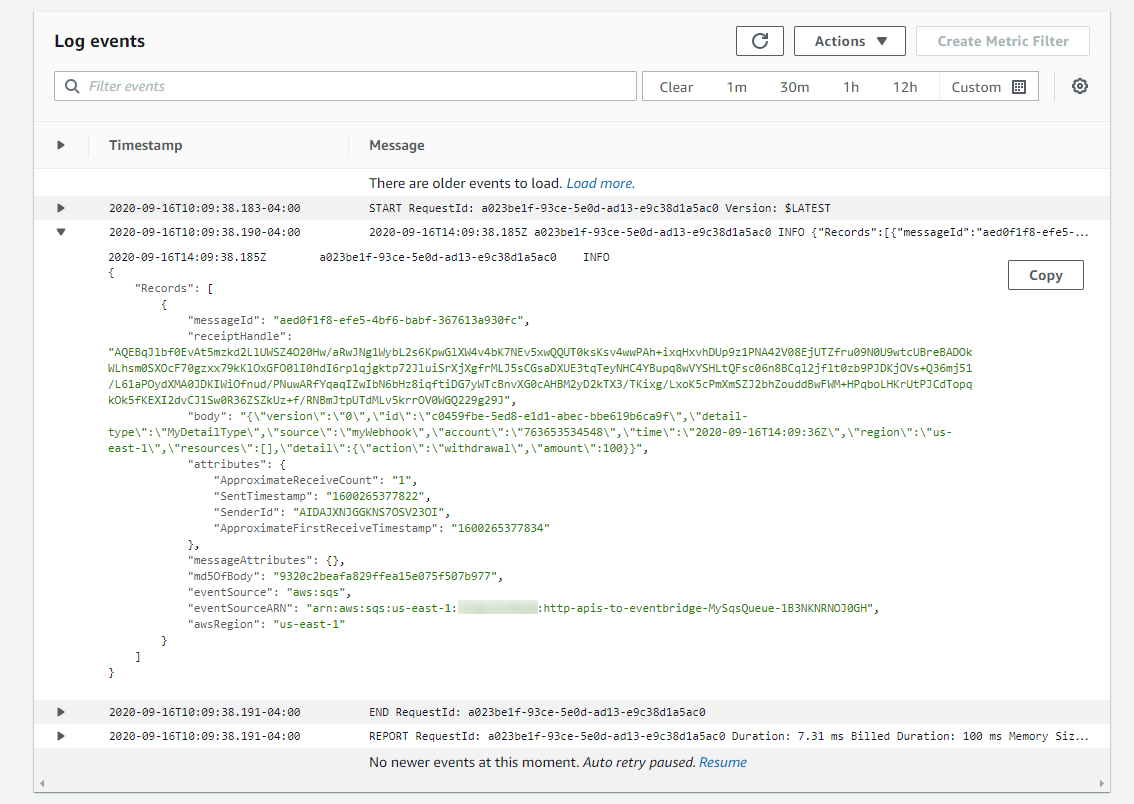 Log events
Actions
Create Metric Filter
Filter events
Clear 1m 30m 1h 12h Custom
Timestamp Message
There are older events to load. Load more.
2020-09-16T10:09:38.183-04:00 START RequestId: a023be1f-93ce-5e0d-ad13-e9c38d1a5ac0 Version: $LATEST
2020-09-16T10:09:38.190-04:00 2020-09-16T14:09:38.185Z a023be1f-93ce-5e0d-ad13-e9c38d1a5ac0 INFO {"Records":[{"messageId":"aed0f1f8-efe5-...
2020-09-16T14:09:38.185Z a023be1f-93ce-5e0d-ad13-e9c38d1a5ac0 INFO
Copy
{
"Records": [
{
"messageId": "aed0f1f8-efe5-4bf6-babf-367613a930fc",
"receiptHandle":
"AQEBqJlbf0EvAt5mzkd2LlUWSZ4O20Hw/aRwJNg1WybL2s6KpwGlXW4v4bK7NEv5xwQQUT0ksKsv4wwPAh+ixqHxvhDUp9z1PNA42V08EjUTZfru09N0U9wtcUBreBADOk
WLhsm0SXOcF70gzxx79kKlOxGFO0lI0hdI6rp1qjgktp72JluiSrXjXgfrMLJ5sCGsaDXUE3tqTeyNHC4YBupq8wVYSHLtQFsc06n8BCql2jflt0zb9PJDKjOVs+Q36mj51
/L61aPOydXMA0JDKIWiOfnud/PNuwARfYqaqIZwIbN6bHz8iqftiDG7yWTcBnvXG0cAHBM2yD2kTX3/TKixg/LxoK5cPmXmSZJ2bhZouddBwFWM+HPqboLHKrUtPJCdTopq
kOk5fKEXI2dvCJ1Sw0R36ZSZkUz+f/RNBmJtpUTdMLv5krrOV0WGQ229g29J",
"body": "{\"version\":\"0\",\"id\":\"c0459fbe-5ed8-e1d1-abec-bbe619b6ca9f\",\"detail-
type\":\"MyDetailType\",\"source\":\"myWebhook\",\"account\":\"763653534548\",\"time\":\"2020-09-16T14:09:36Z\",\"region\":\"us-
east-1\",\"resources\":[],\"detail\":{\"action\":\"withdrawal\",\"amount\":100}}",
"attributes": {
"ApproximateReceiveCount": "1",
"SentTimestamp": "1600265377822",
"SenderId": "AIDAJXNJGGKNS7OSV23OI",
"ApproximateFirstReceiveTimestamp": "1600265377834"
},
"messageAttributes": {},
"md5OfBody": "9320c2beafa829ffea15e075f507b977",
"eventSource": "aws:sqs",
"eventSourceARN": "arn:aws:sqs:us-east-1: :http-apis-to-eventbridge-MySqsQueue-1B3NKNRNOJ0GH",
"awsRegion": "us-east-1"
}
]
}
2020-09-16T10:09:38.191-04:00 END RequestId: a023be1f-93ce-5e0d-ad13-e9c38d1a5ac0
2020-09-16T10:09:38.191-04:00 REPORT RequestId: a023be1f-93ce-5e0d-ad13-e9c38d1a5ac0 Duration: 7.31 ms Billed Duration: 100 ms Memory Siz...
No newer events at this moment. Auto retry paused. Resume